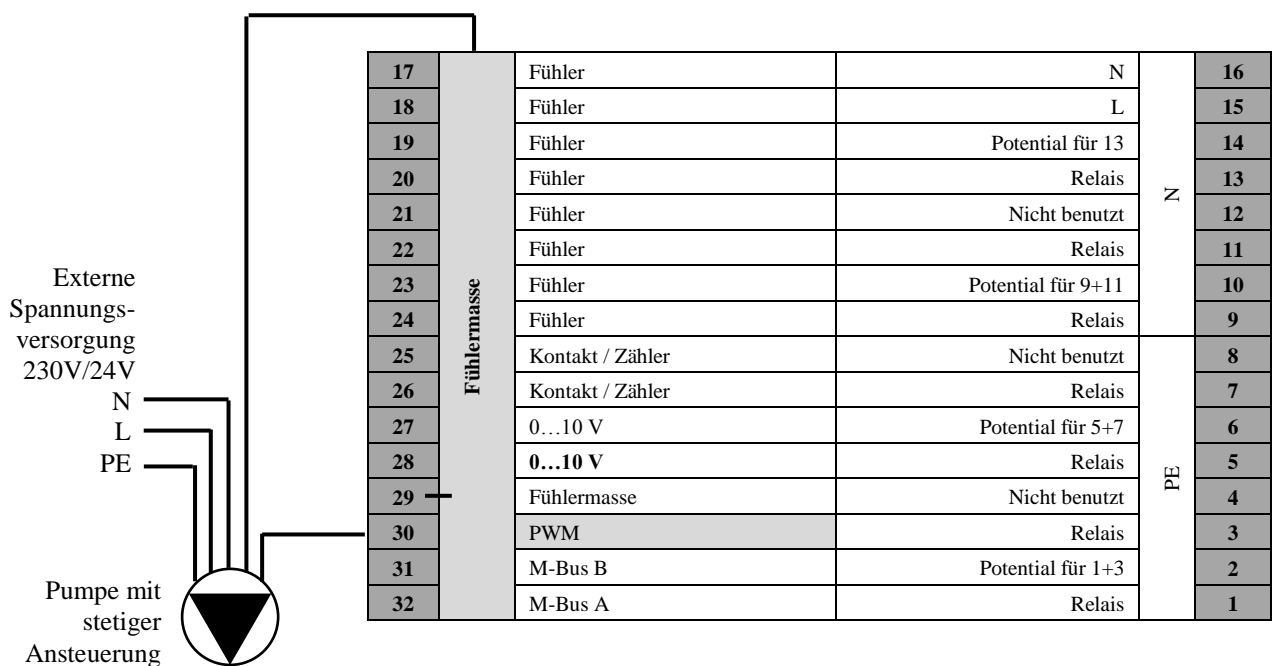 17 Fühler N 16
18 Fühler L 15
19 Fühler Potential für 13 14
20 Fühler Relais 13
21 Fühler Nicht benutzt 12
22 Fühler Relais 11
23 Fühler Potential für 9+11 10
24 Fühler Relais 9
25 Kontakt / Zähler Nicht benutzt 8
26 Kontakt / Zähler Relais 7
27 0…10 V Potential für 5+7 6
28 0…10 V Relais 5
29 Fühlermasse Nicht benutzt 4
30 PWM Relais 3
31 M-Bus B Potential für 1+3 2
32 M-Bus A Relais 1
Fühlermasse
N
PE
Externe
Spannungs-
versorgung
230V/24V
N
L
PE
Pumpe mit
stetiger
Ansteuerung